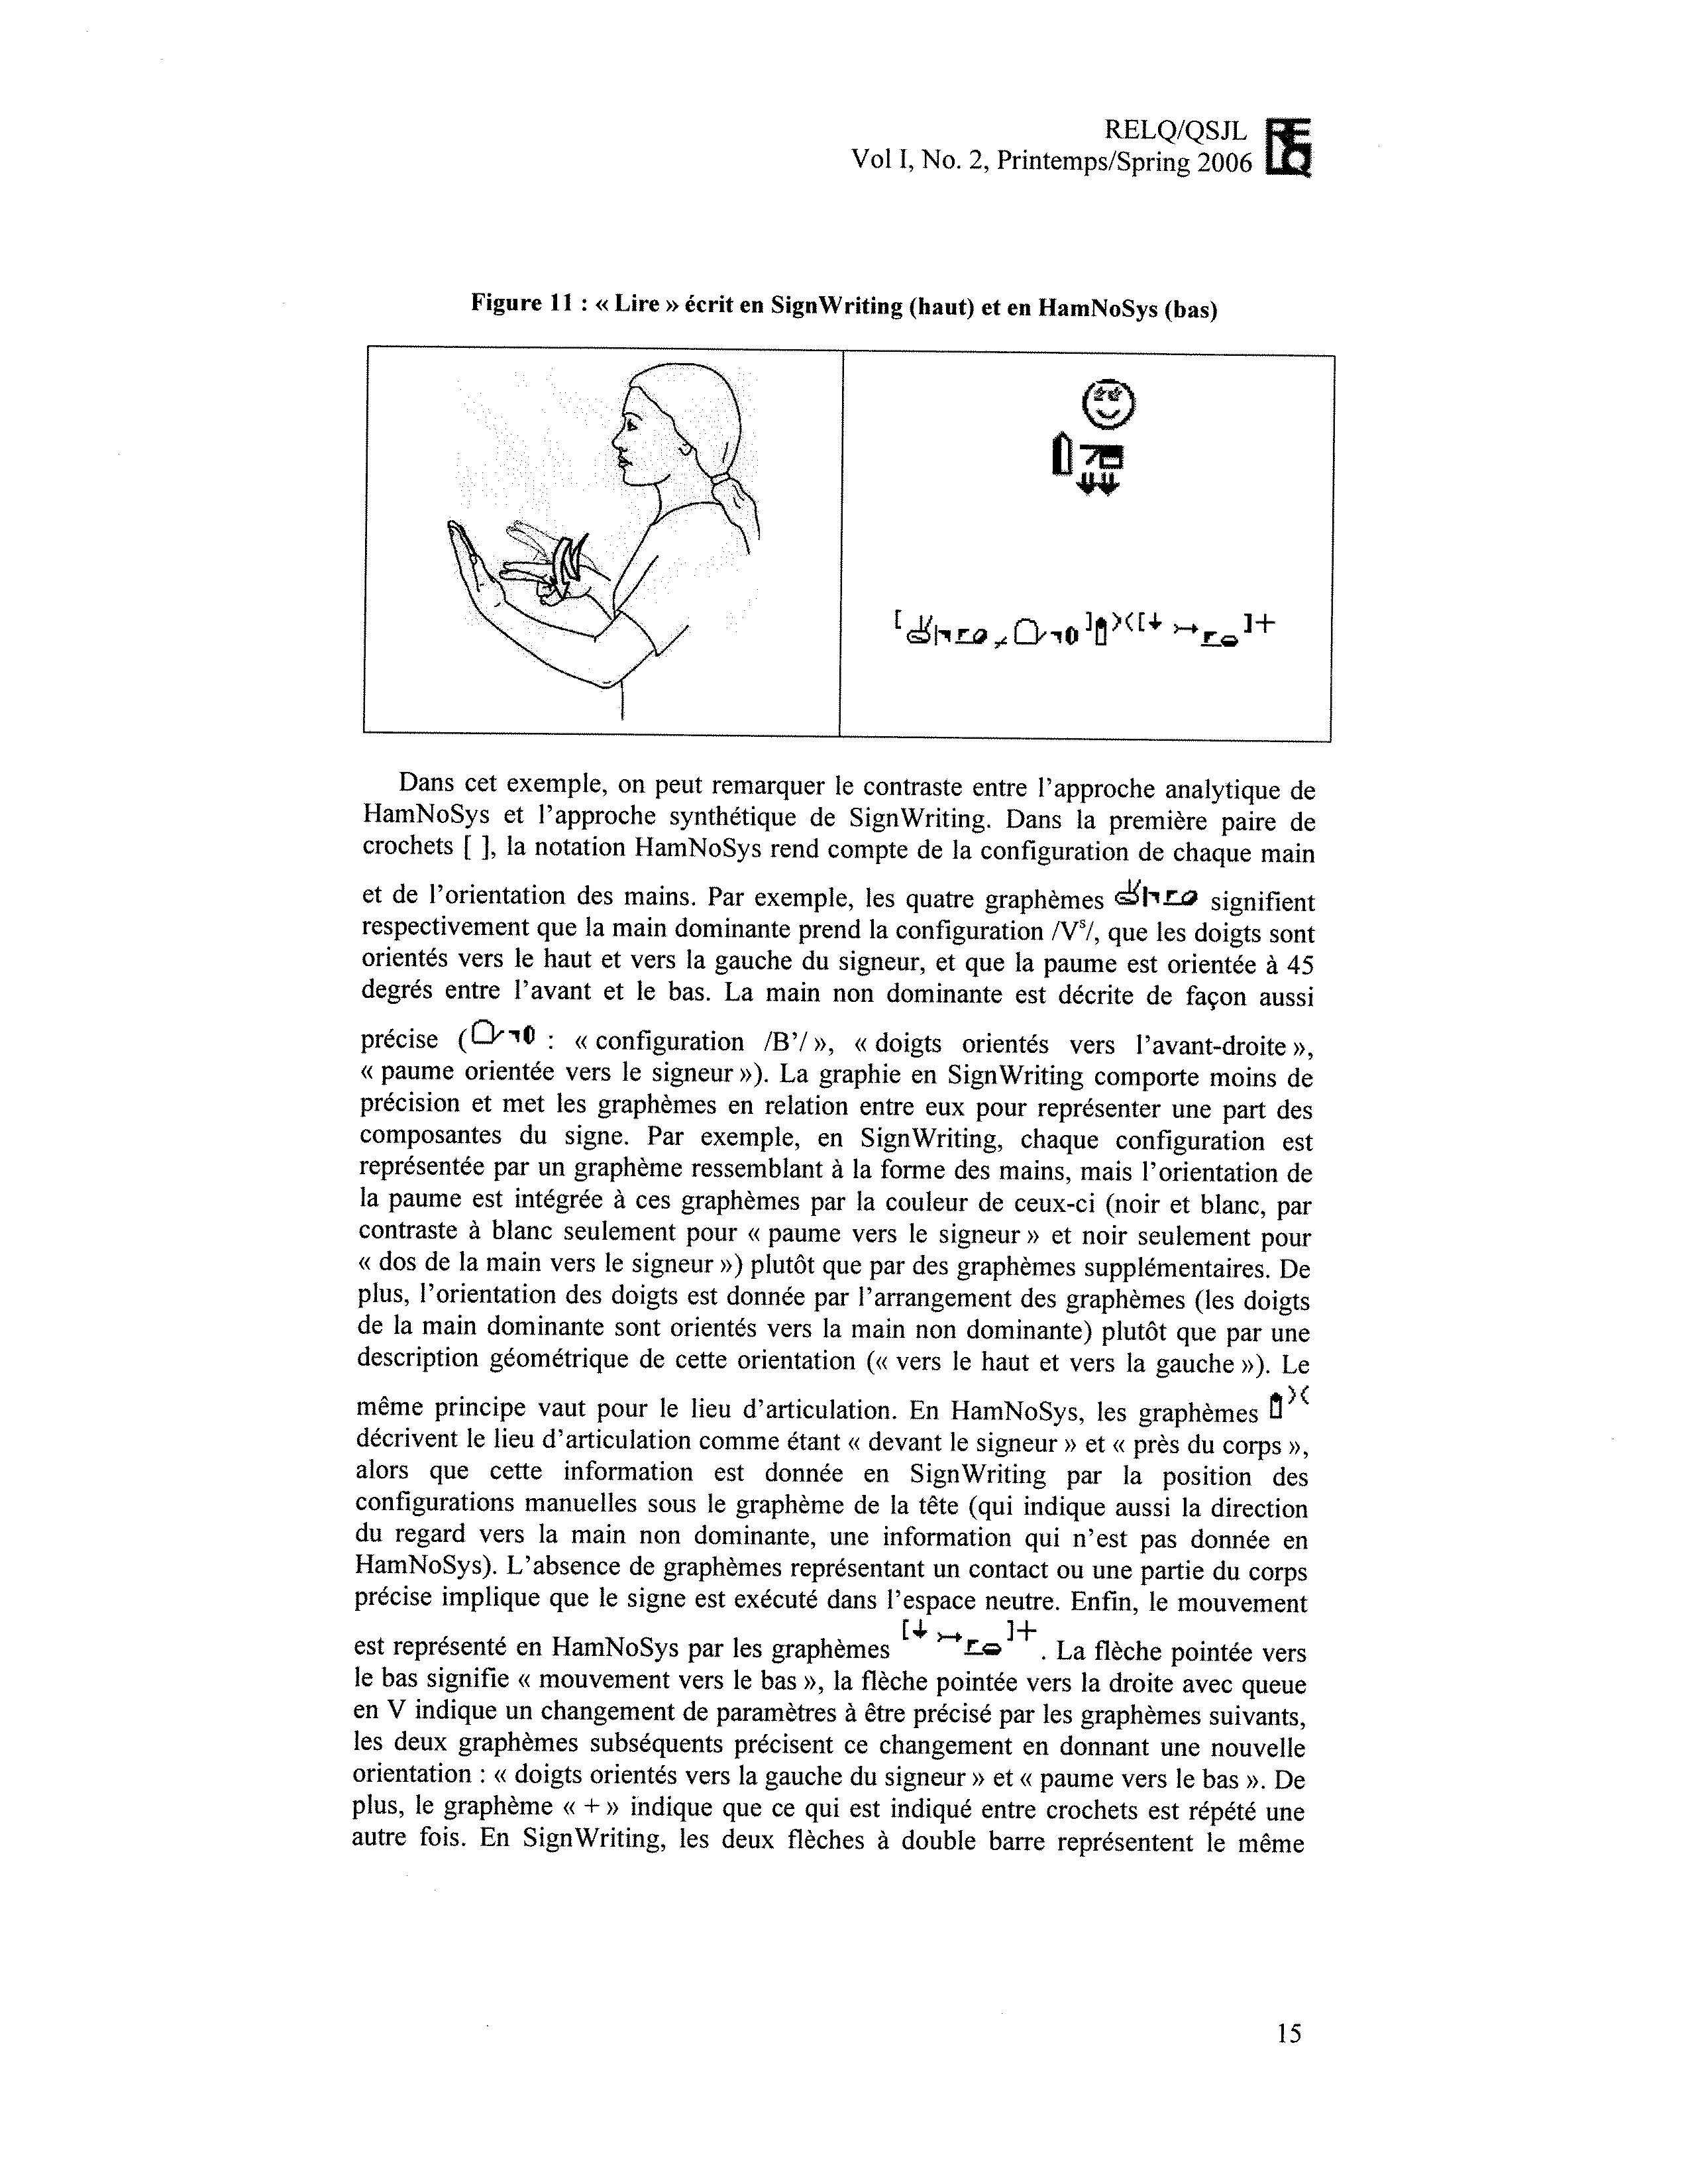 RELQ/QSJL
Vol I, No. 2, Printemps/Spring 2006
RELQ
Figure 11 : « Lire » écrit en SignWriting (haut) et en HamNoSys (bas)
Dans cet exemple, on peut remarquer le contraste entre l'approche analytique de
HamNoSys et l'approche synthétique de SignWriting. Dans la première paire de
crochets [ ], la notation HamNoSys rend compte de la configuration de chaque main
et de l'orientation des mains. Par exemple, les quatre graphèmes signifient
respectivement que la main dominante prend la configuration /Vˢ/, que les doigts sont
orientés vers le haut et vers la gauche du signeur, et que la paume est orientée à 45
degrés entre l'avant et le bas. La main non dominante est décrite de façon aussi
précise ( : « configuration /B'/ », « doigts orientés vers l'avant-droite »,
« paume orientée vers le signeur »). La graphie en SignWriting comporte moins de
précision et met les graphèmes en relation entre eux pour représenter une part des
composantes du signe. Par exemple, en SignWriting, chaque configuration est
représentée par un graphème ressemblant à la forme des mains, mais l'orientation de
la paume est intégrée à ces graphèmes par la couleur de ceux-ci (noir et blanc, par
contraste à blanc seulement pour « paume vers le signeur » et noir seulement pour
« dos de la main vers le signeur ») plutôt que par des graphèmes supplémentaires. De
plus, l'orientation des doigts est donnée par l'arrangement des graphèmes (les doigts
de la main dominante sont orientés vers la main non dominante) plutôt que par une
description géométrique de cette orientation (« vers le haut et vers la gauche »). Le
même principe vaut pour le lieu d'articulation. En HamNoSys, les graphèmes
décrivent le lieu d'articulation comme étant « devant le signeur » et « près du corps »,
alors que cette information est donnée en SignWriting par la position des
configurations manuelles sous le graphème de la tête (qui indique aussi la direction
du regard vers la main non dominante, une information qui n'est pas donnée en
HamNoSys). L'absence de graphèmes représentant un contact ou une partie du corps
précise implique que le signe est exécuté dans l'espace neutre. Enfin, le mouvement
est représenté en HamNoSys par les graphèmes . La flèche pointée vers
le bas signifie « mouvement vers le bas », la flèche pointée vers la droite avec queue
en V indique un changement de paramètres à être précisé par les graphèmes suivants,
les deux graphèmes subséquents précisent ce changement en donnant une nouvelle
orientation : « doigts orientés vers la gauche du signeur » et « paume vers le bas ». De
plus, le graphème « + » indique que ce qui est indiqué entre crochets est répété une
autre fois. En SignWriting, les deux flèches à double barre représentent le même
15